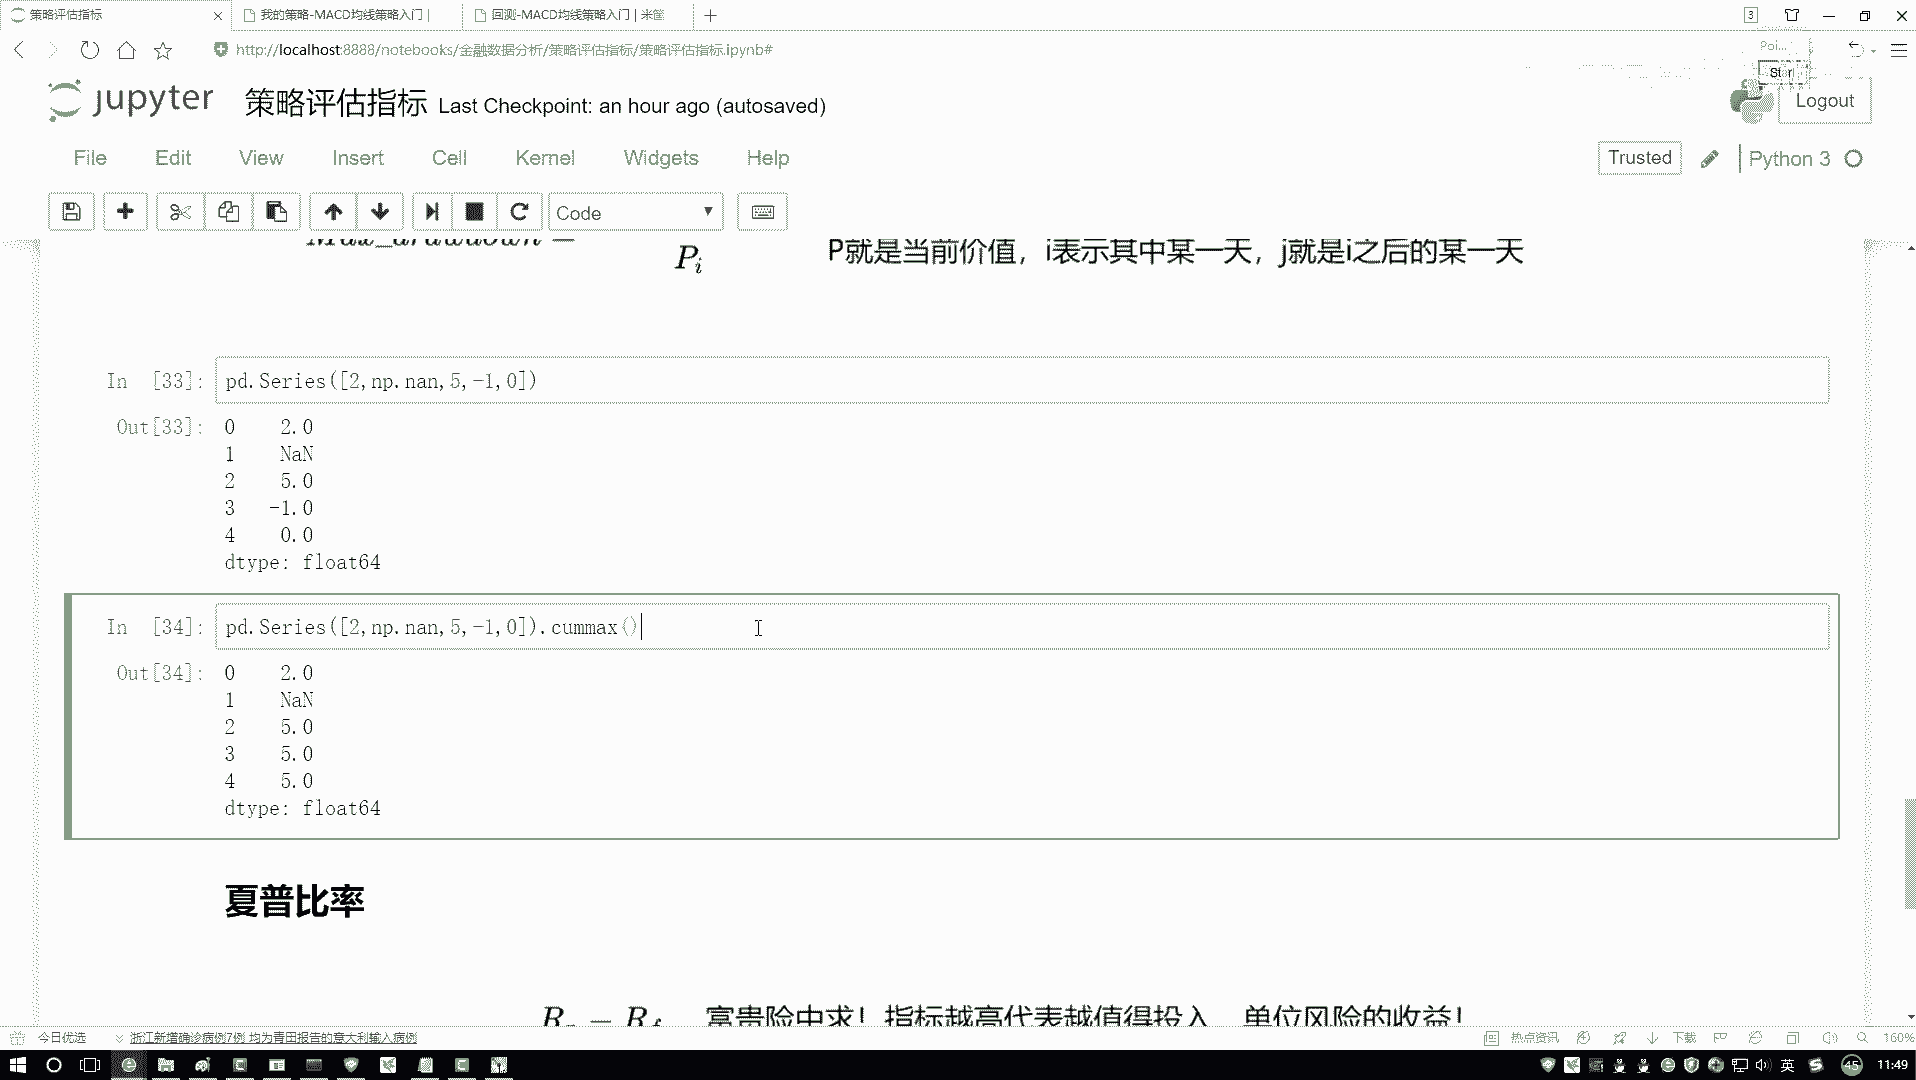 策略评估指标
我的策略-MACD均线策略入门 |
回测-MACD均线策略入门 | 米筐
3
http://localhost:8888/notebooks/金融数据分析/策略评估指标/策略评估指标.ipynb#
Poi...
Start
jupyter 策略评估指标 Last Checkpoint: an hour ago (autosaved)
Logout
File Edit View Insert Cell Kernel Widgets Help
Trusted
Python 3
Code
P就是当前价值，i表示其中某一天，j就是i之后的某一天
P_i
In [33]: pd.Series([2,np.nan,5,-1,0])
Out[33]: 0 2.0
1 NaN
2 5.0
3 -1.0
4 0.0
dtype: float64
In [34]: pd.Series([2,np.nan,5,-1,0]).cummax()
Out[34]: 0 2.0
1 NaN
2 5.0
3 5.0
4 5.0
dtype: float64
夏普比率
富贵险中求！指标越高代表越值得投入，单位风险的收益！
今日优选
浙江新增确诊病例7例 均为青田报告的意大利输入病例
热点资讯
下载
160%
英
45
11:49